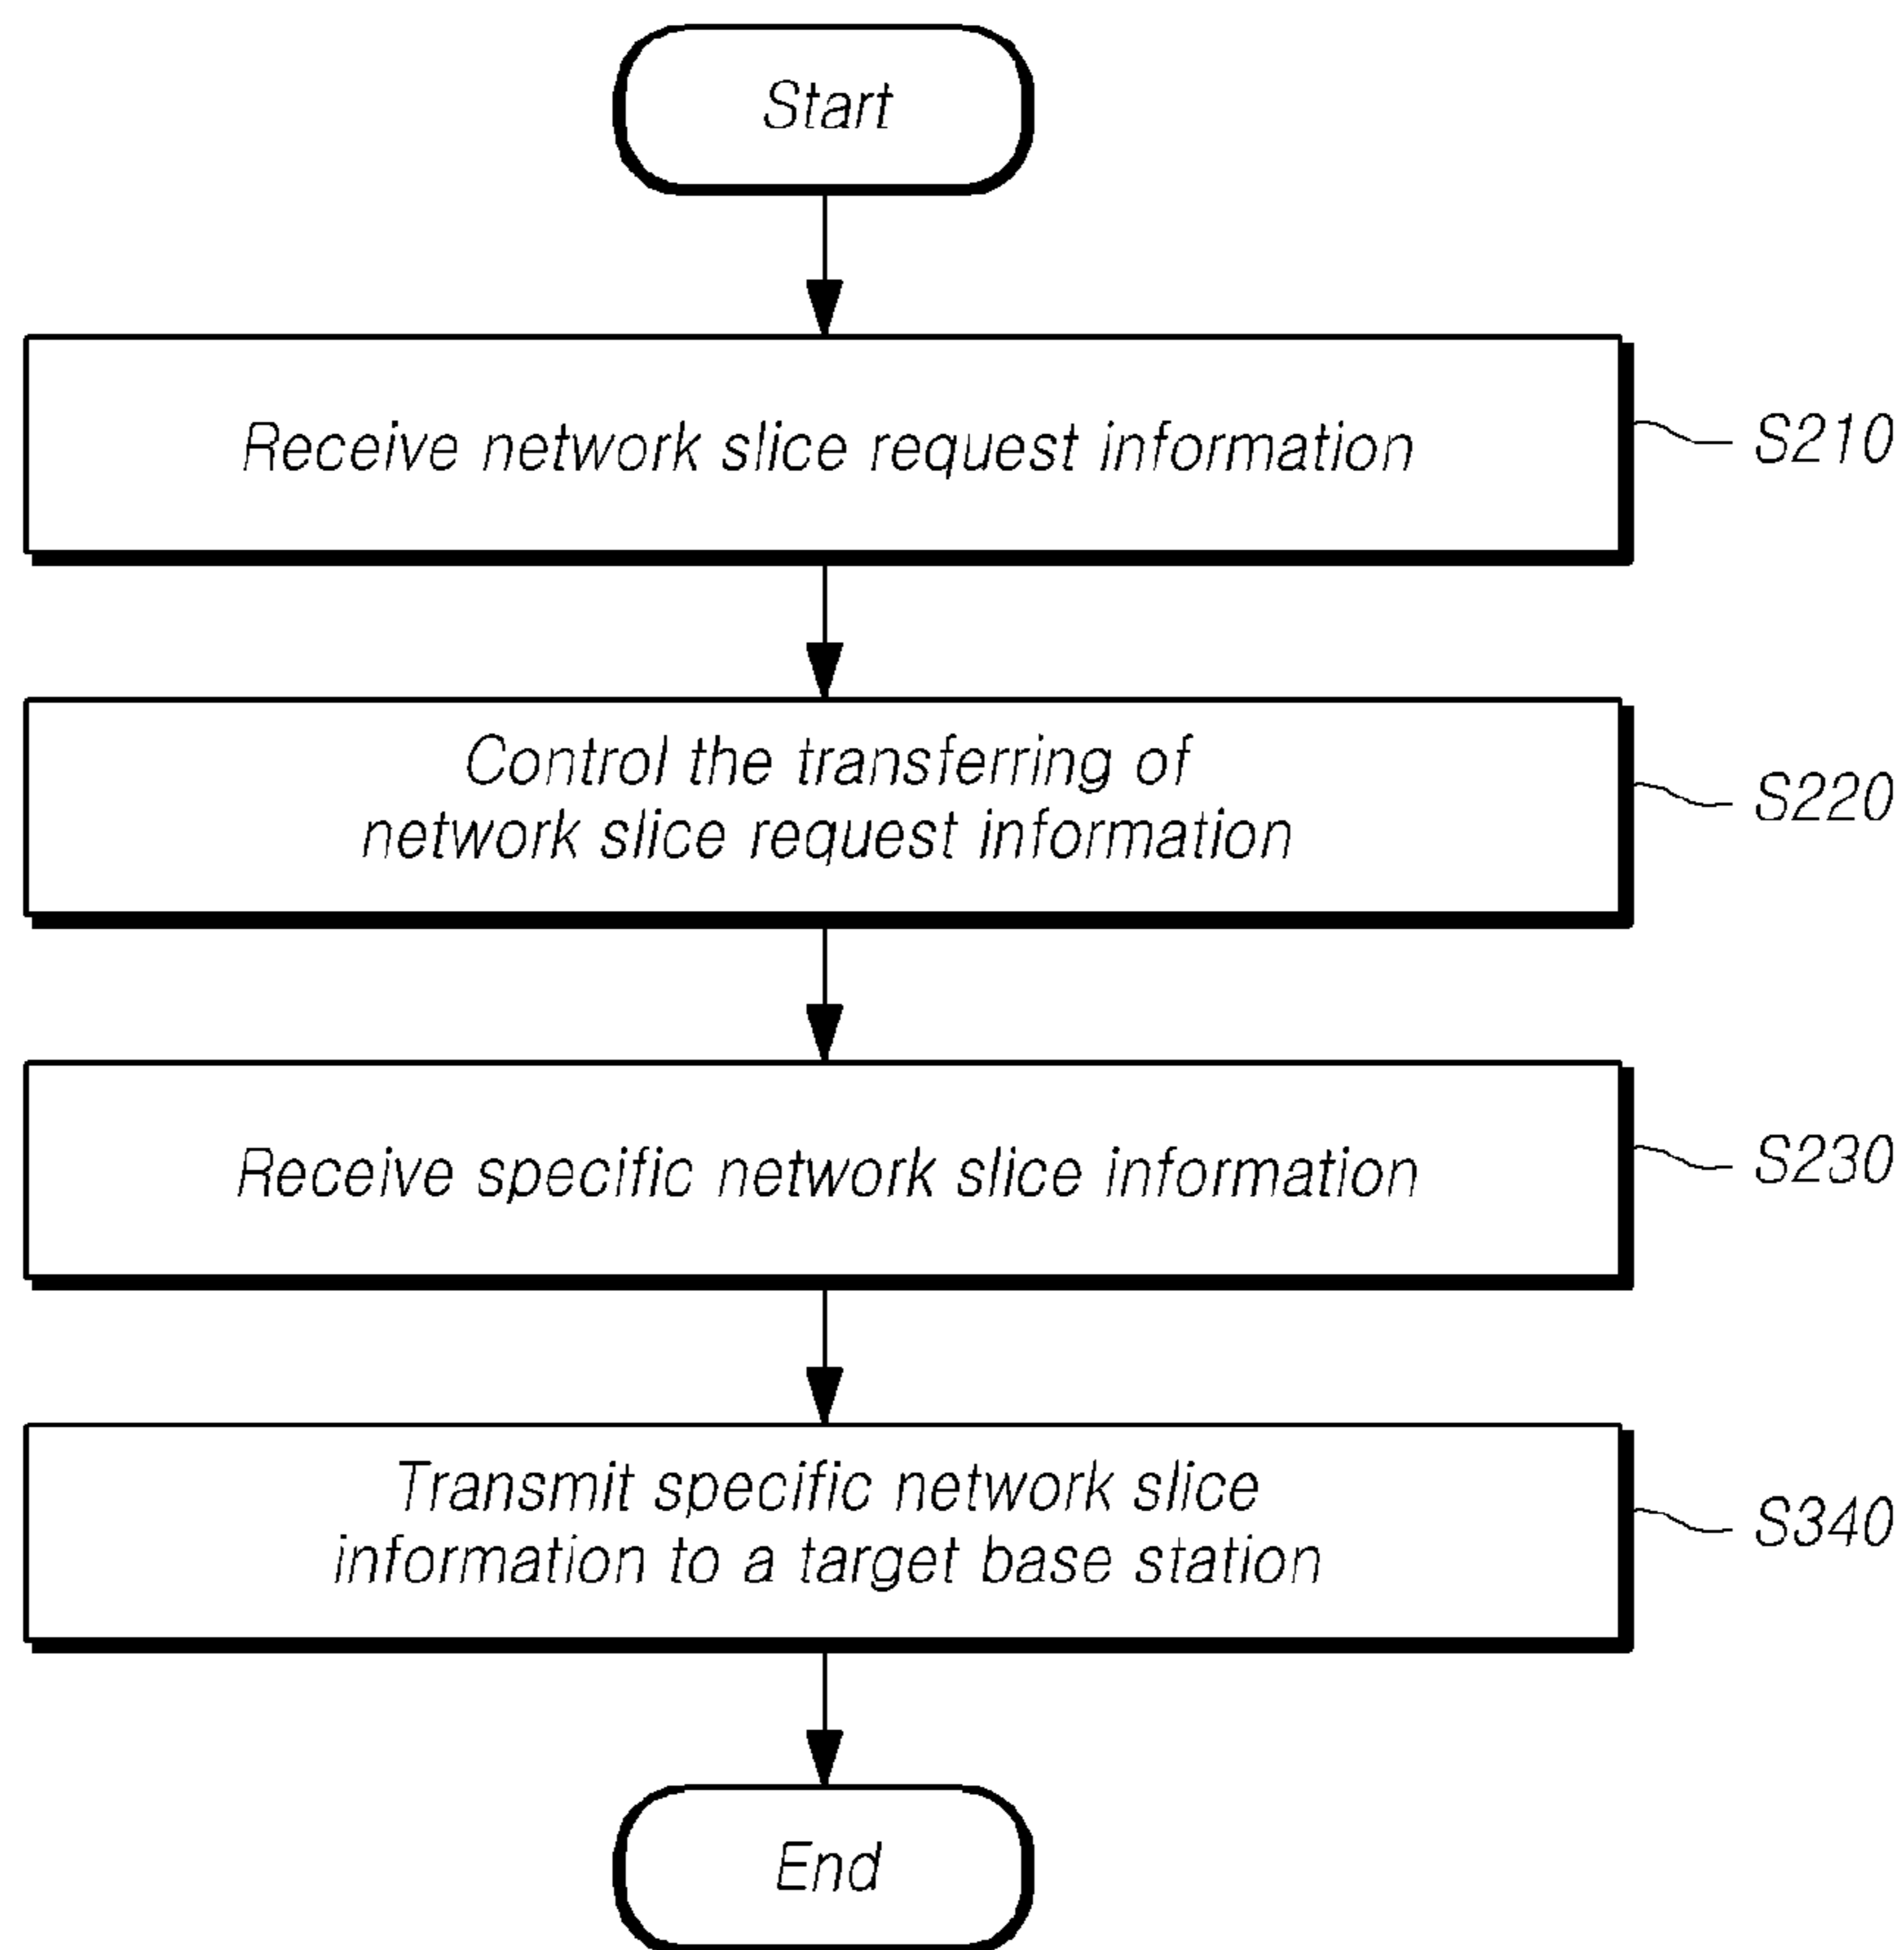 Start
Receive network slice request information
S210
Control the transferring of
network slice request information
S220
Receive specific network slice information
S230
Transmit specific network slice
information to a target base station
S340
End